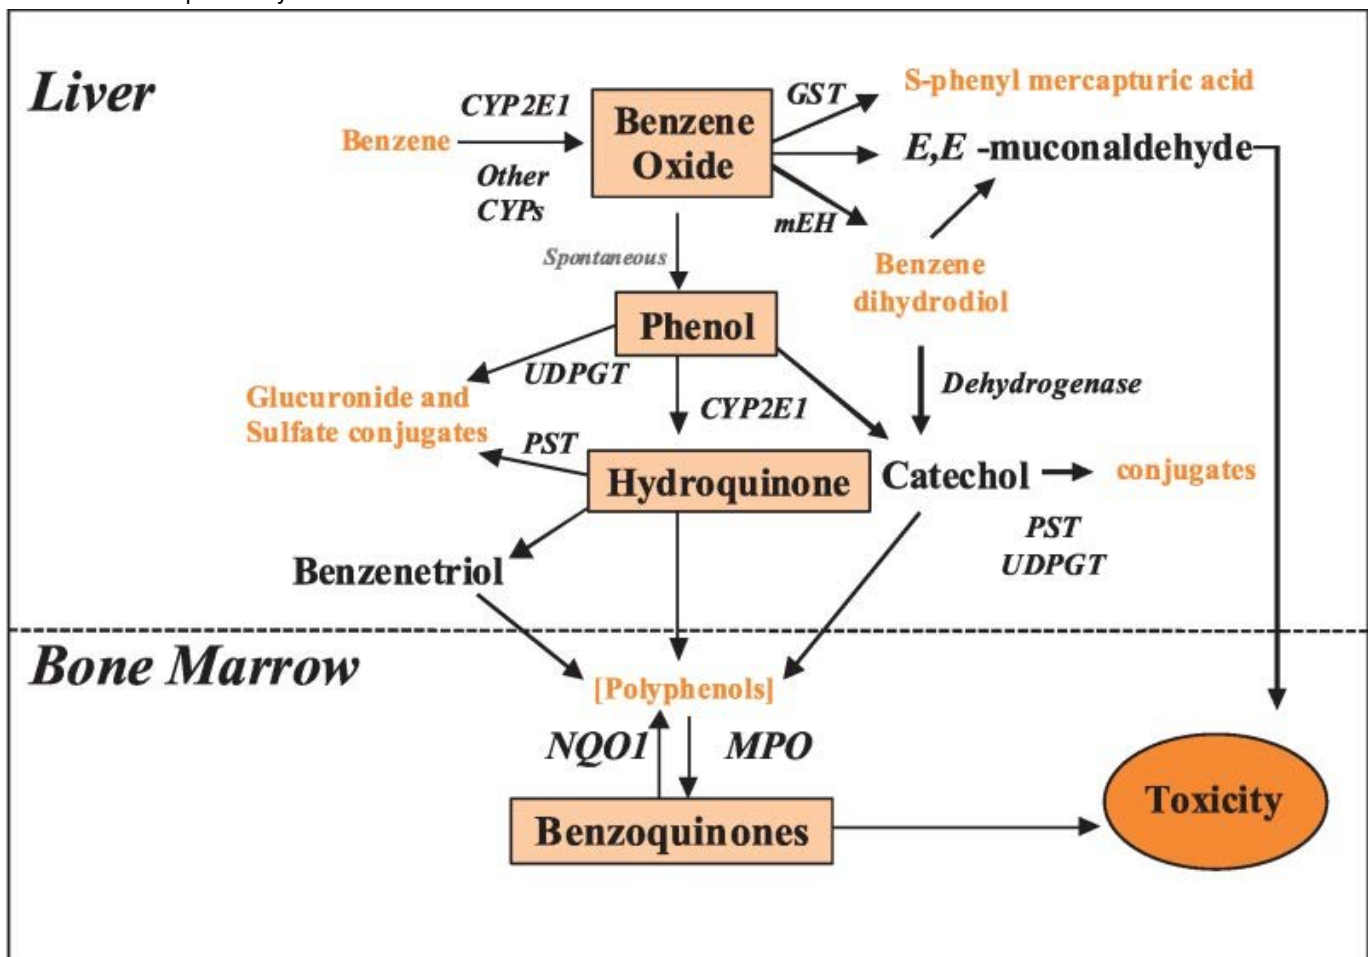 Liver
CYP2E1
Benzene
Other
CYPs
Benzene
Oxide
GST
S-phenyl mercapturic acid
E,E -muconaldehyde
mEH
Benzene
dihydrodiol
Spontaneous
Phenol
UDPGT
CYP2E1
Dehydrogenase
Glucuronide and
Sulfate conjugates
PST
Hydroquinone
Catechol
conjugates
PST
UDPGT
Benzenetriol
Bone Marrow
[Polyphenols]
NQO1
MPO
Benzoquinones
Toxicity